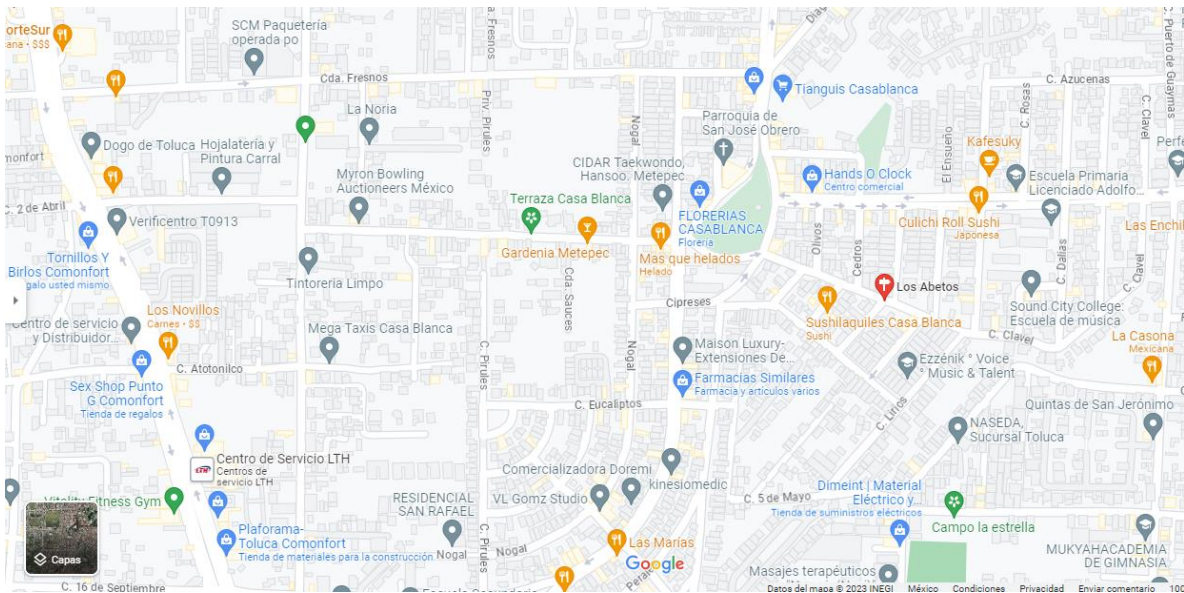 orteSur
ana • $$$
SCM Paquetería
operada po
Cda. Fresnos
Priv. Pirules
Nogal
C. Azucenas
C. Rosas
C. Clavel
C. Puerto de Guaymas
Tianguis Casablanca
La Noria
Dogo de Toluca
Hojalatería y
Pintura Carral
Parroquia de
San José Obrero
Kafesuky
Perfe
monfort
CIDAR Taekwondo,
Hansoo. Metepec
El Ensueño
Myron Bowling
Auctioneers México
Hands O Clock
Centro comercial
Escuela Primaria
Licenciado Adolfo...
Terraza Casa Blanca
C. 2 de Abril
Verificentro T0913
FLORERIAS
CASABLANCA
Florería
Culichi Roll Sushi
Japonesa
Las Enchil
Gardenia Metepec
Mas que helados
Helado
Olivos
Cedros
C. Dalias
C. Clavel
Tornillos Y
Birlos Comonfort
galo usted mismo
Tintoreria Limpo
Cda. Sauces
Cipreses
Los Abetos
Los Novillos
Carnes • $$
Sushilaquiles Casa Blanca
Sushi
Sound City College:
Escuela de música
Centro de servicio
y Distribuidor...
Mega Taxis Casa Blanca
C. Pirules
Nogal
Maison Luxury-
Extensiones De...
C. Clavel
La Casona
Mexicana
C. Atotonilco
Ezzénik ° Voice
° Music & Talent
Sex Shop Punto
G Comonfort
Tienda de regalos
Farmacias Similares
Farmacia y artículos varios
C. Eucaliptos
C. Lirios
Quintas de San Jerónimo
NASEDA,
Sucursal Toluca
LTH
Centro de Servicio LTH
Centros de
servicio LTH
Comercializadora Doremi
kinesiomedic
Vitality Fitness Gym
RESIDENCIAL
SAN RAFAEL
VL Gomz Studio
C. 5 de Mayo
Dimeint | Material
Eléctrico y...
Tienda de suministros eléctricos
Campo la estrella
Plaforama-
Toluca Comonfort
Tienda de materiales para la construcción
Nogal
C. Pirules
Nogal
Las Marías
Google
MUKYAHACADEMIA
DE GIMNASIA
Capas
Masajes terapéuticos
C. 16 de Septiembre
Datos del mapa © 2023 INEGI México Condiciones Privacidad Enviar comentario 100